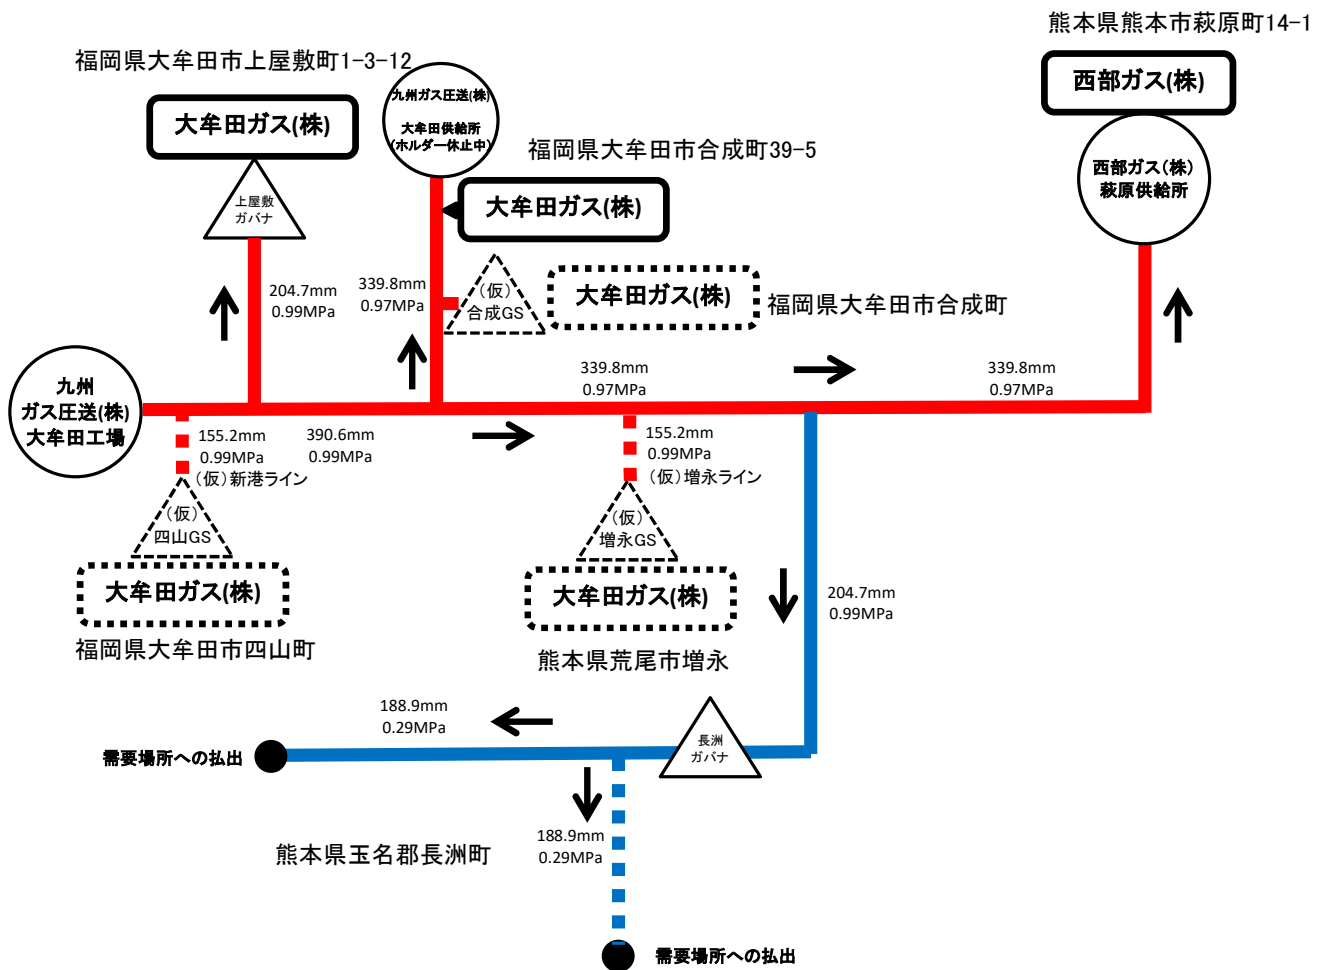 熊本県熊本市萩原町14-1
福岡県大牟田市上屋敷町1-3-12
西部ガス(株)
九州ガス圧送(株)
大牟田供給所
(ホルダー休止中)
大牟田ガス(株)
福岡県大牟田市合成町39-5
西部ガス(株)
萩原供給所
上屋敷
ガバナ
大牟田ガス(株)
204.7mm
0.99MPa
339.8mm
0.97MPa
(仮)
合成GS
大牟田ガス(株)
福岡県大牟田市合成町
339.8mm
0.97MPa
339.8mm
0.97MPa
九州
ガス圧送(株)
大牟田工場
155.2mm
0.99MPa
(仮)新港ライン
390.6mm
0.99MPa
155.2mm
0.99MPa
(仮)増永ライン
(仮)
四山GS
(仮)
増永GS
大牟田ガス(株)
福岡県大牟田市四山町
大牟田ガス(株)
熊本県荒尾市増永
204.7mm
0.99MPa
188.9mm
0.29MPa
長洲
ガバナ
需要場所への払出
188.9mm
0.29MPa
熊本県玉名郡長洲町
需要場所への払出